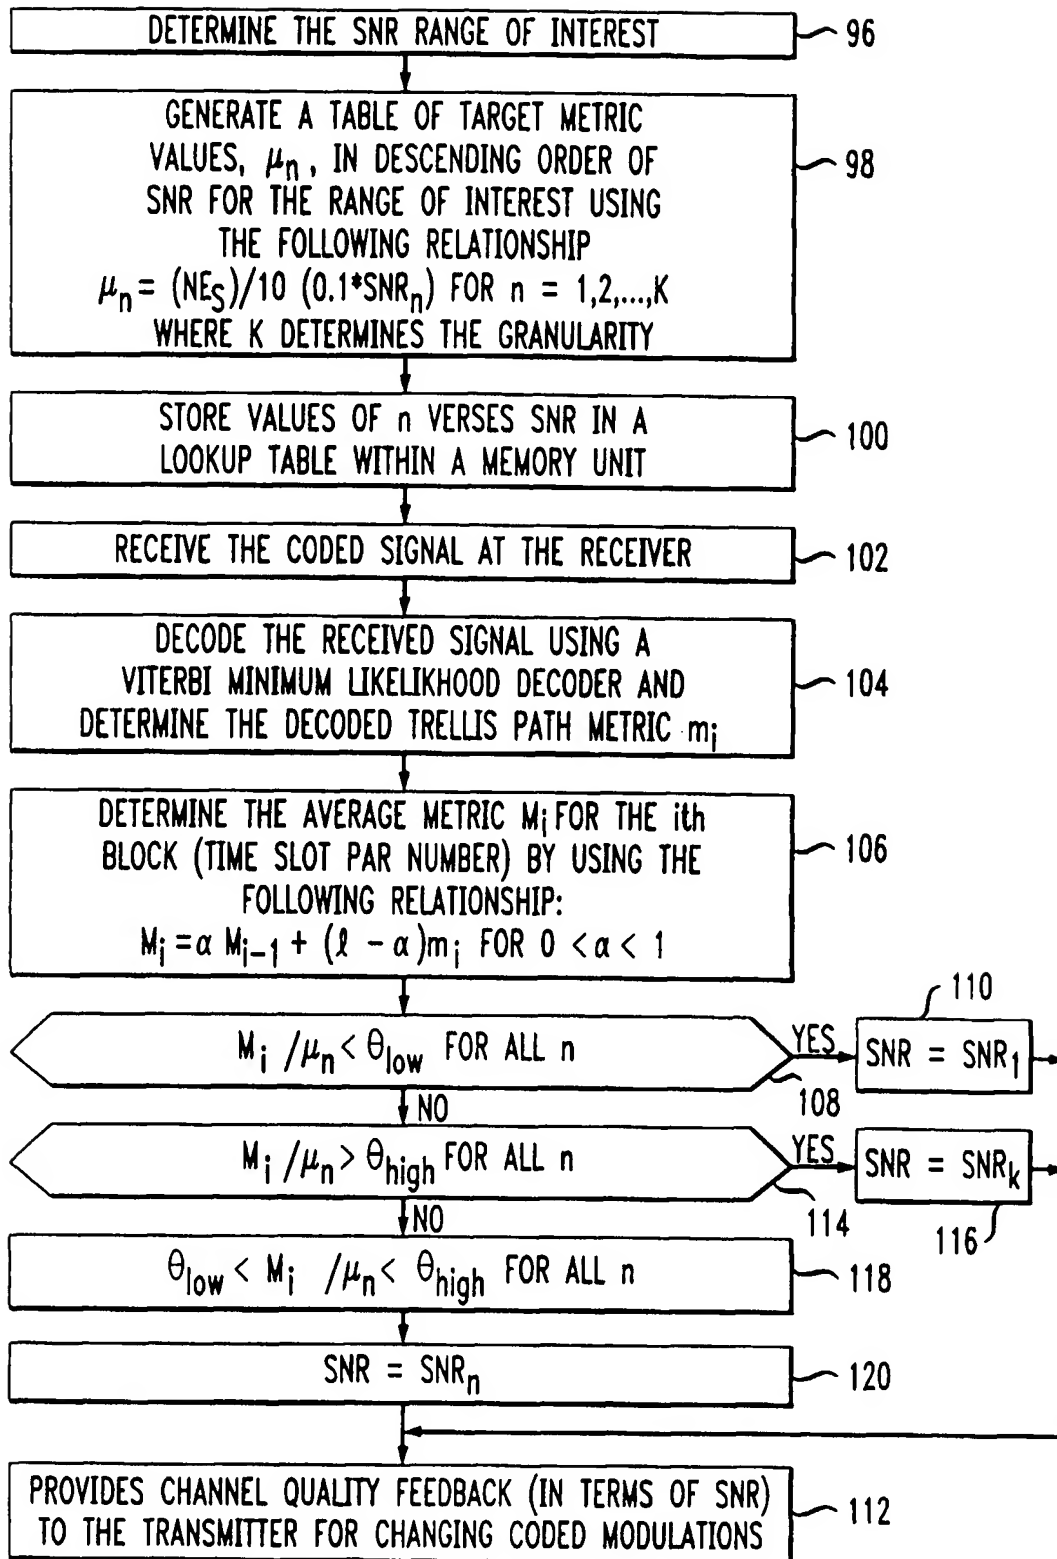 DETERMINE THE SNR RANGE OF INTEREST
96
GENERATE A TABLE OF TARGET METRIC
VALUES, μn, IN DESCENDING ORDER OF
SNR FOR THE RANGE OF INTEREST USING
THE FOLLOWING RELATIONSHIP
μn = (NES)/10 (0.1*SNRn) FOR n = 1,2,...,K
WHERE K DETERMINES THE GRANULARITY
98
STORE VALUES OF n VERSES SNR IN A
LOOKUP TABLE WITHIN A MEMORY UNIT
100
RECEIVE THE CODED SIGNAL AT THE RECEIVER
102
DECODE THE RECEIVED SIGNAL USING A
VITERBI MINIMUM LIKELIKHOOD DECODER AND
DETERMINE THE DECODED TRELLIS PATH METRIC mi
104
DETERMINE THE AVERAGE METRIC Mi FOR THE ith
BLOCK (TIME SLOT PAR NUMBER) BY USING THE
FOLLOWING RELATIONSHIP:
Mi = α Mi-1 + (ℓ - α)mi FOR 0 < α < 1
106
Mi /μn < θlow FOR ALL n
108
YES
110
SNR = SNR1
NO
Mi /μn > θhigh FOR ALL n
114
YES
SNR = SNRk
116
NO
θlow < Mi /μn < θhigh FOR ALL n
118
SNR = SNRn
120
PROVIDES CHANNEL QUALITY FEEDBACK (IN TERMS OF SNR)
TO THE TRANSMITTER FOR CHANGING CODED MODULATIONS
112